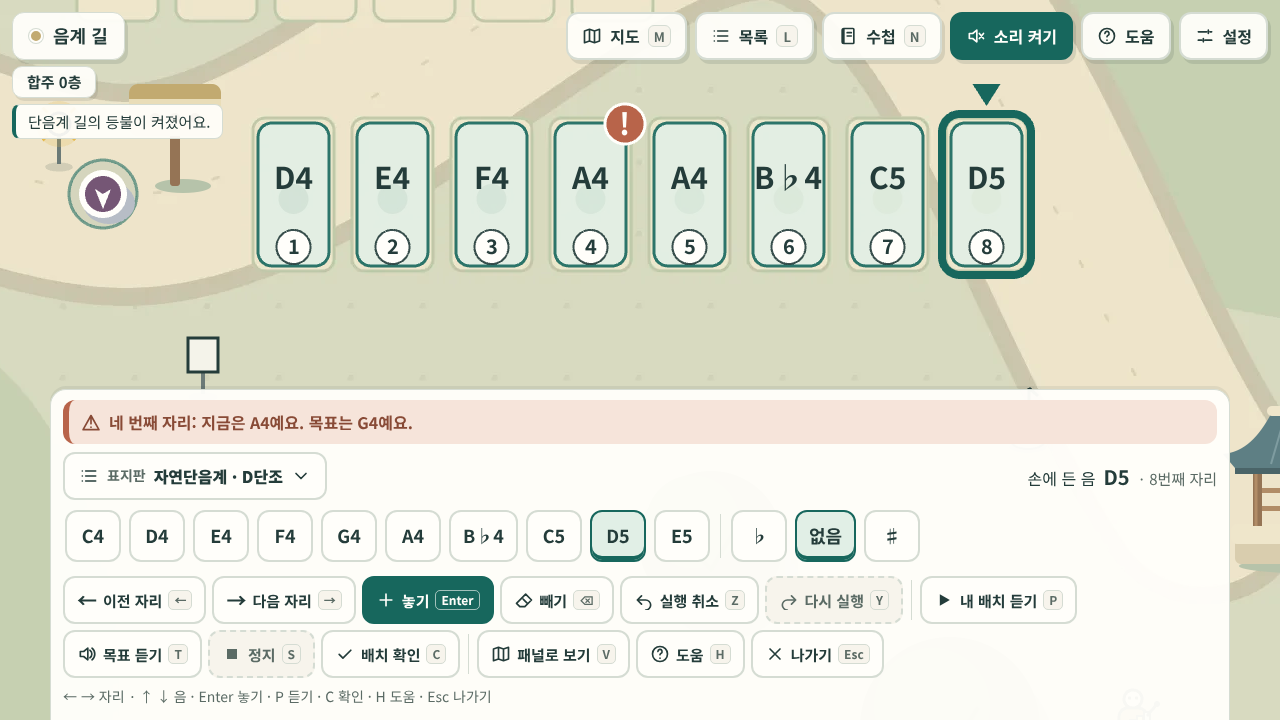 음계 길
지도 M
목록 L
수첩 N
소리 켜기
도움
설정
합주 0층
단음계 길의 등불이 켜졌어요.
D4 E4 F4 A4 A4 B♭4 C5 D5
!
1 2 3 4 5 6 7 8
네 번째 자리: 지금은 A4예요. 목표는 G4예요.
표지판 자연단음계 · D단조
손에 든 음 D5 · 8번째 자리
C4 D4 E4 F4 G4 A4 B♭4 C5 D5 E5 ♭ 없음 ♯
← 이전 자리 ← → 다음 자리 → + 놓기 Enter 빼기 ⌫ 실행 취소 Z 다시 실행 Y 내 배치 듣기 P
목표 듣기 T 정지 S 배치 확인 C 패널로 보기 V 도움 H 나가기 Esc
← → 자리 · ↑ ↓ 음 · Enter 놓기 · P 듣기 · C 확인 · H 도움 · Esc 나가기